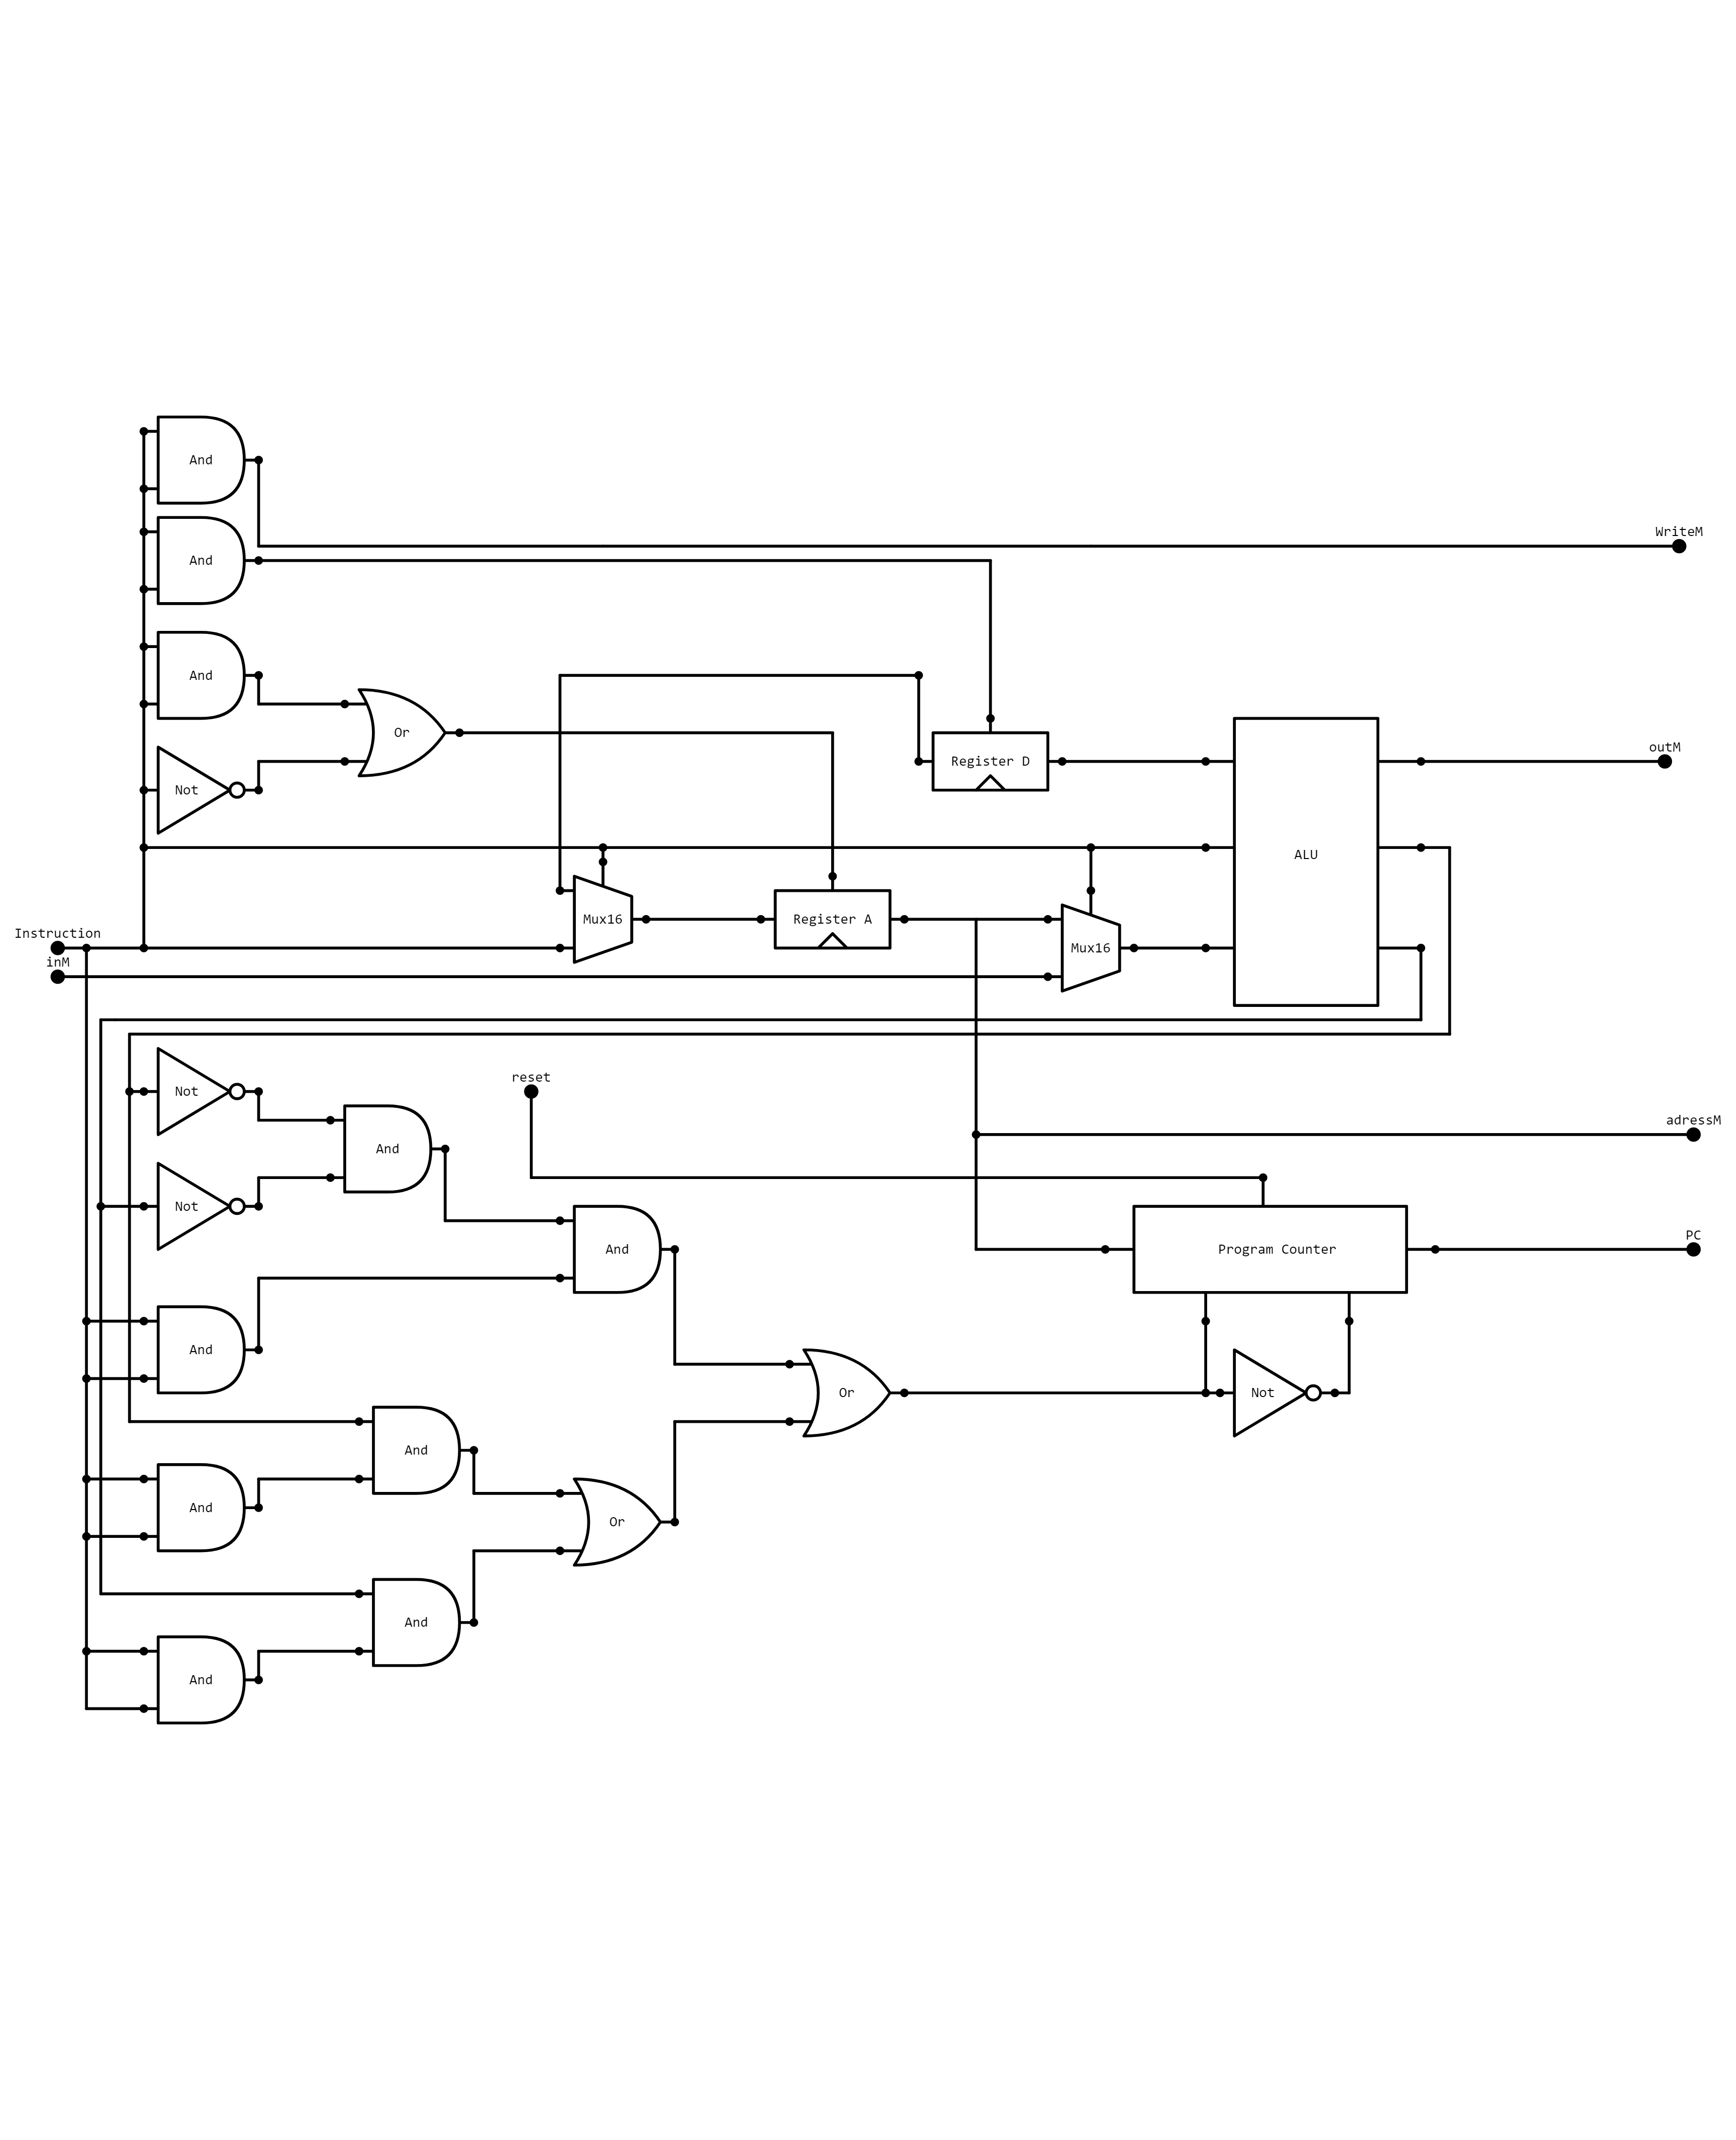 And
WriteM
And
And
Or
Not
Register D
outM
ALU
Instruction
Mux16
Register A
Mux16
inM
Not
reset
adressM
And
Not
And
Program Counter
PC
And
Or
Not
And
And
Or
And
And